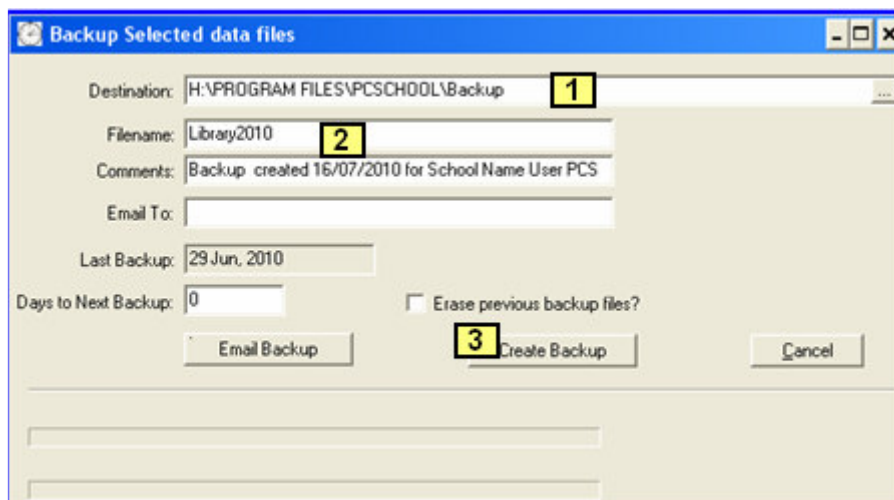 Backup Selected data files
Destination: H:\PROGRAM FILES\PCSCHOOL\Backup 1 ...
Filename: Library2010 2
Comments: Backup created 16/07/2010 for School Name User PCS
Email To:
Last Backup: 29 Jun, 2010
Days to Next Backup: 0 Erase previous backup files?
Email Backup 3 Create Backup Cancel